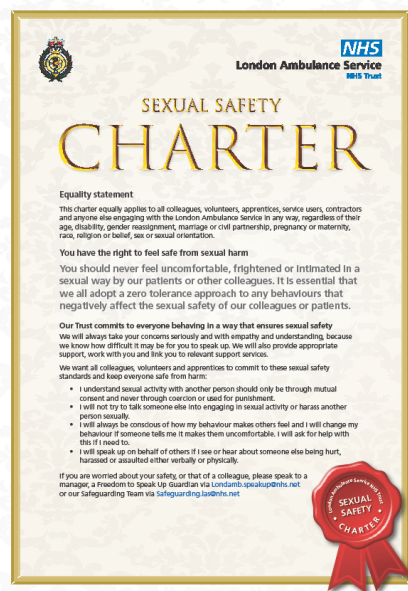 NHS
London Ambulance Service
NHS Trust
SEXUAL SAFETY
CHARTER
Equality statement
This charter equally applies to all colleagues, volunteers, apprentices, service users, contractors
and anyone else engaging with the London Ambulance Service in any way, regardless of their
age, disability, gender reassignment, marriage or civil partnership, pregnancy or maternity,
race, religion or belief, sex or sexual orientation.
You have the right to feel safe from sexual harm
You should never feel uncomfortable, frightened or intimated in a
sexual way by our patients or other colleagues. It is essential that
we all adopt a zero tolerance approach to any behaviours that
negatively affect the sexual safety of our colleagues or patients.
Our Trust commits to everyone behaving in a way that ensures sexual safety
We will always take your concerns seriously and with empathy and understanding, because
we know how difficult it may be for you to speak up. We will also provide appropriate
support, work with you and link you to relevant support services.
We want all colleagues, volunteers and apprentices to commit to these sexual safety
standards and keep everyone safe from harm:
• I understand sexual activity with another person should only be through mutual
consent and never through coercion or used for punishment.
• I will not try to talk someone else into engaging in sexual activity or harass another
person sexually.
• I will always be conscious of how my behaviour makes others feel and I will change my
behaviour if someone tells me it makes them uncomfortable. I will ask for help with
this if I need to.
• I will speak up on behalf of others if I see or hear about someone else being hurt,
harassed or assaulted either verbally or physically.
If you are worried about your safety, or that of a colleague, please speak to a
manager, a Freedom to Speak Up Guardian via Londamb.speakup@nhs.net
or our Safeguarding Team via Safeguarding.las@nhs.net
London Ambulance Service NHS Trust
SEXUAL
SAFETY
• CHARTER •